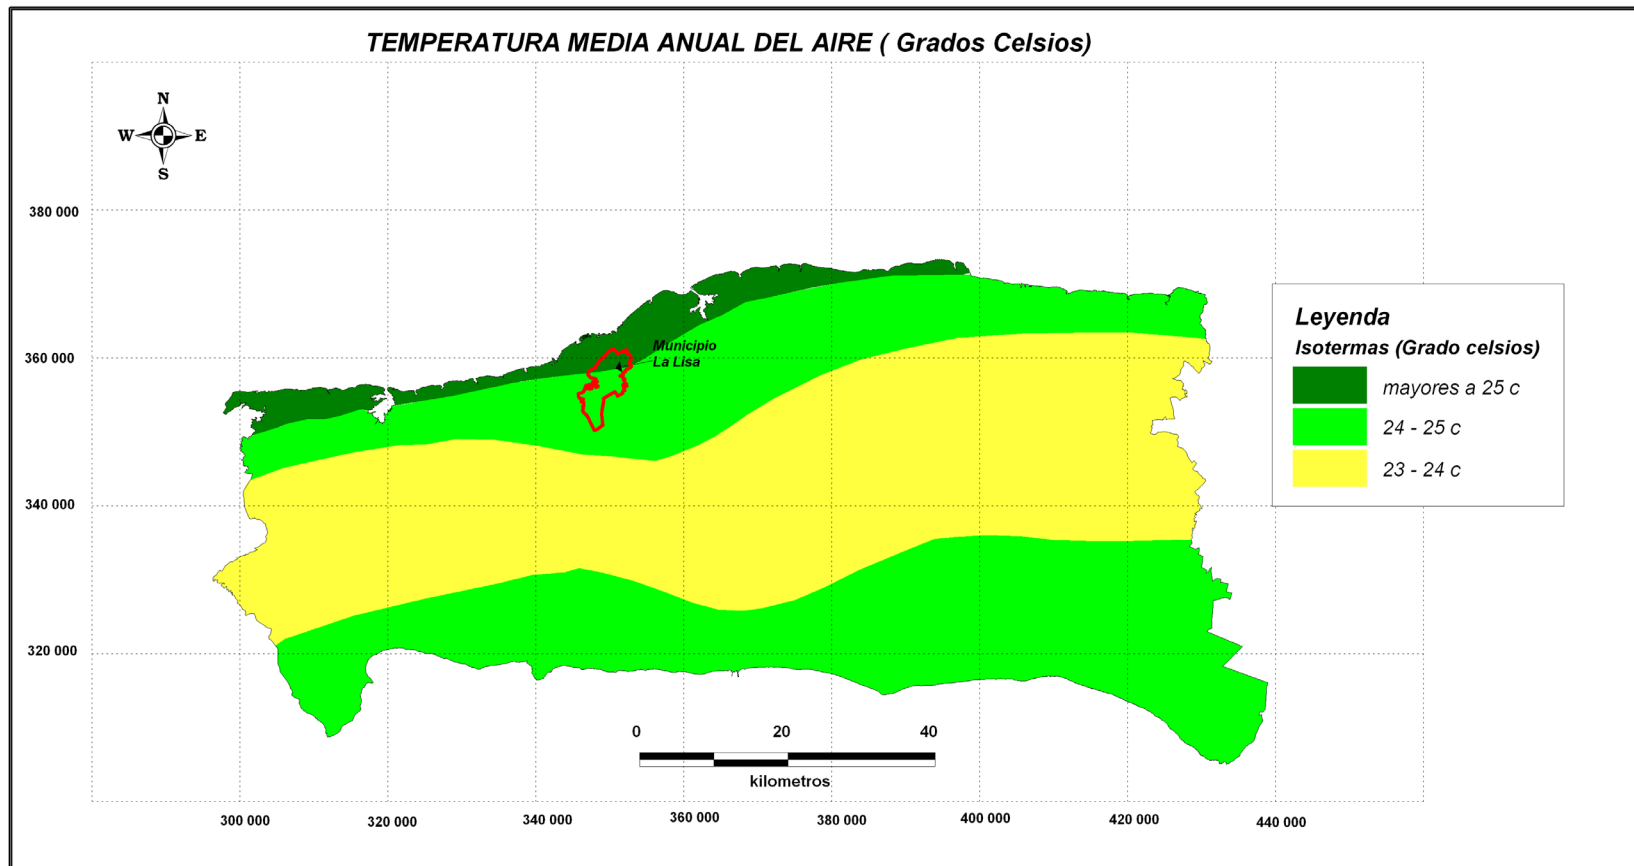 TEMPERATURA MEDIA ANUAL DEL AIRE ( Grados Celsios)
N
W E
S
380 000
360 000
340 000
320 000
Municipio
La Lisa
Leyenda
Isotermas (Grado celsios)
mayores a 25 c
24 - 25 c
23 - 24 c
0 20 40
kilometros
300 000 320 000 340 000 360 000 380 000 400 000 420 000 440 000